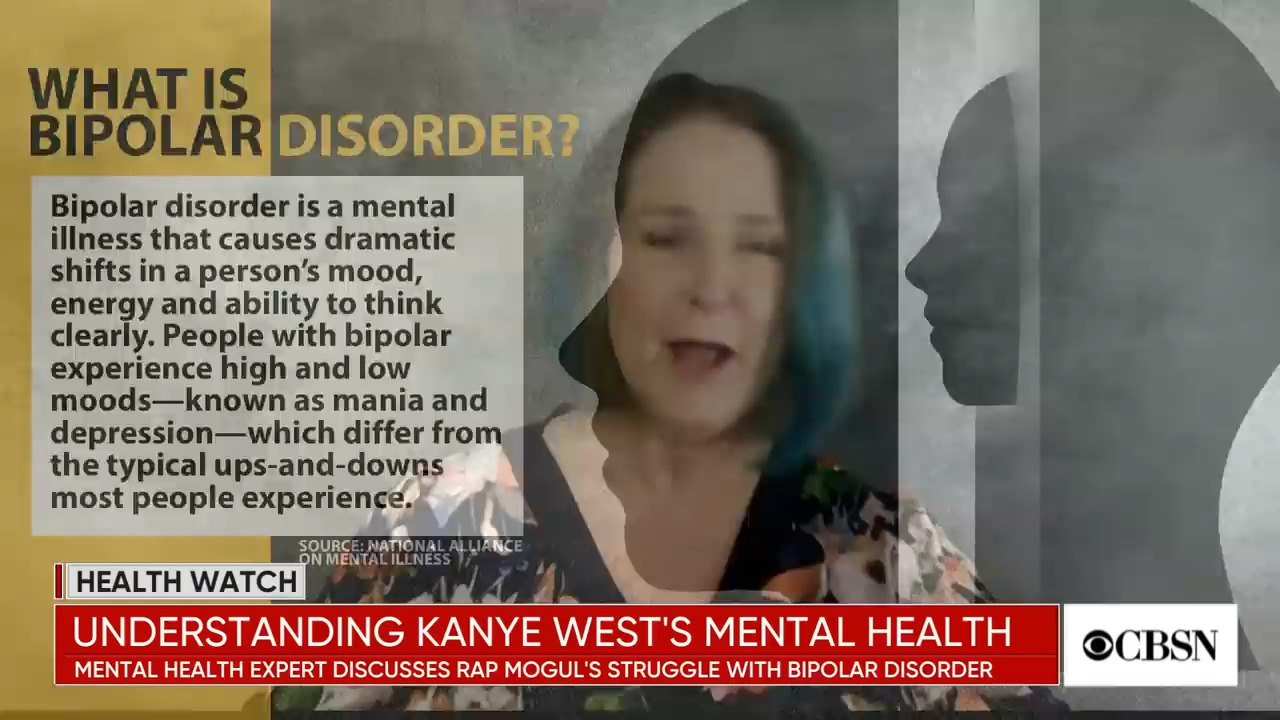 WHAT IS
BIPOLAR DISORDER?
Bipolar disorder is a mental
illness that causes dramatic
shifts in a person's mood,
energy and ability to think
clearly. People with bipolar
experience high and low
moods—known as mania and
depression—which differ from
the typical ups-and-downs
most people experience.
SOURCE: NATIONAL ALLIANCE
ON MENTAL ILLNESS
HEALTH WATCH
UNDERSTANDING KANYE WEST'S MENTAL HEALTH
MENTAL HEALTH EXPERT DISCUSSES RAP MOGUL'S STRUGGLE WITH BIPOLAR DISORDER
CBSN